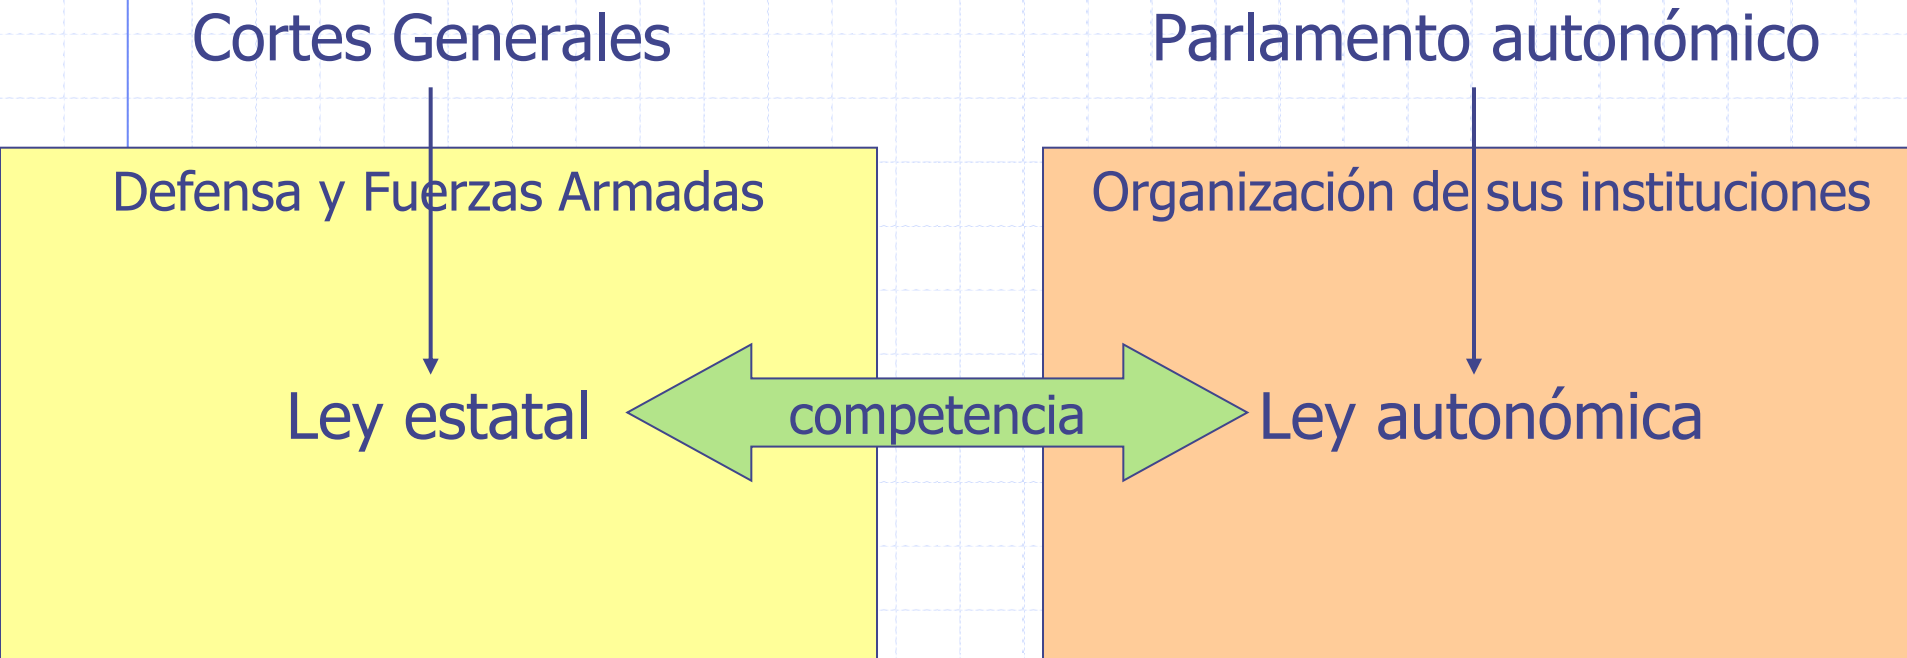 Cortes Generales
Parlamento autonómico
Defensa y Fuerzas Armadas
Organización de sus instituciones
Ley estatal
competencia
Ley autonómica